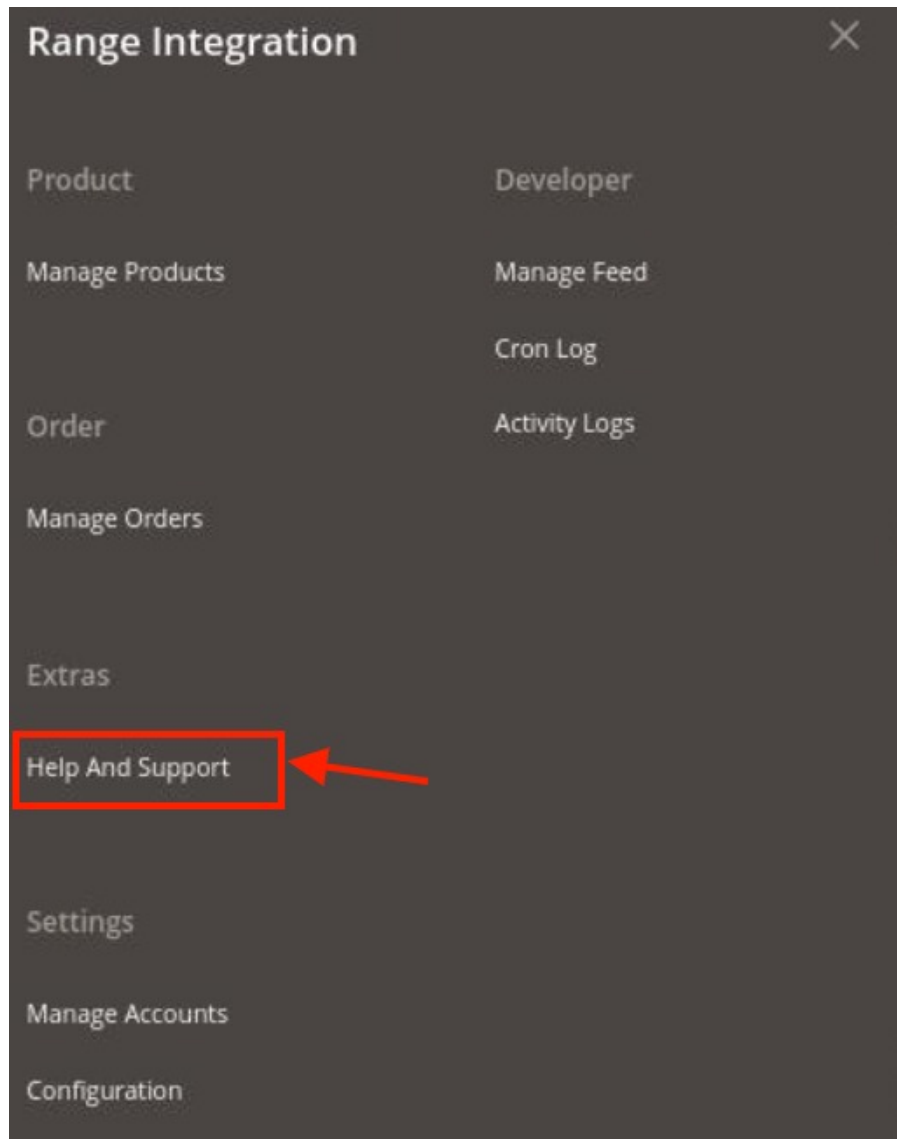 Range Integration
Product
Manage Products
Order
Manage Orders
Extras
Help And Support
Settings
Manage Accounts
Configuration
Developer
Manage Feed
Cron Log
Activity Logs